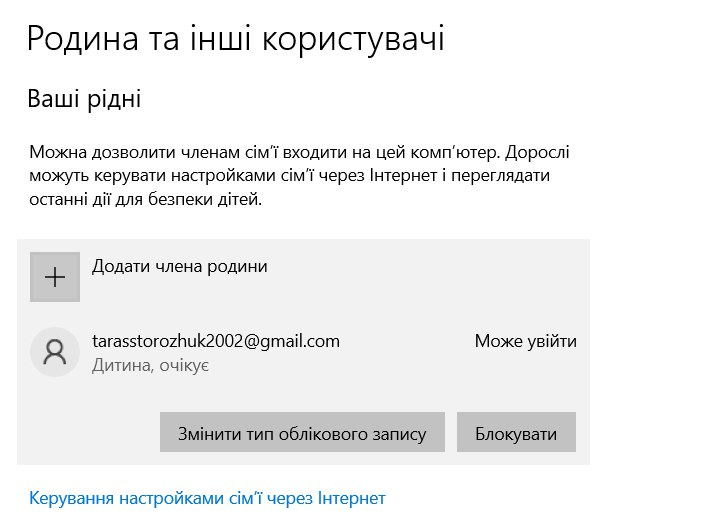 Родина та інші користувачі
Ваші рідні
Можна дозволити членам сім’ї входити на цей комп’ютер. Дорослі
можуть керувати настройками сім’ї через Інтернет і переглядати
останні дії для безпеки дітей.
Додати члена родини
tarasstorozhuk2002@gmail.com Може увійти
Дитина, очікує
Змінити тип облікового запису Блокувати
Керування настройками сім’ї через Інтернет